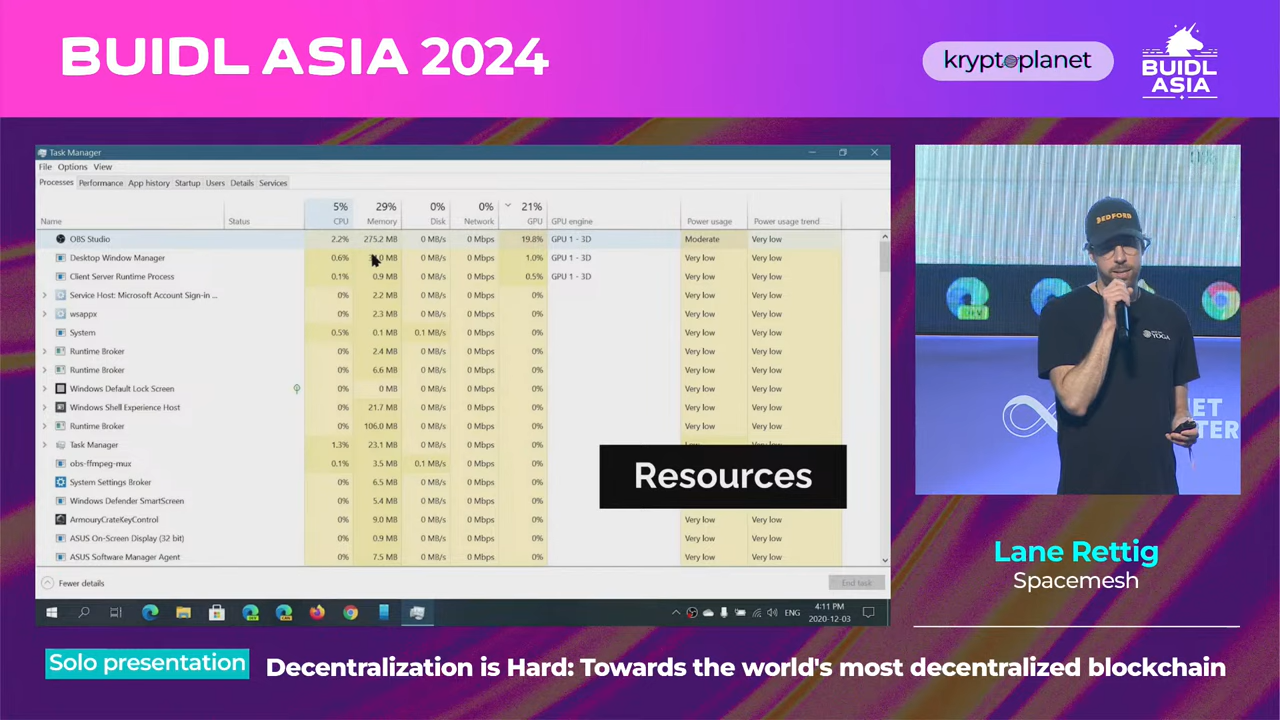 BUIDL ASIA 2024
kryptoplanet
BUIDL
ASIA
Task Manager
File Options View
Processes Performance App history Startup Users Details Services
5% 29% 0% 0% 21%
Name Status CPU Memory Disk Network GPU GPU engine Power usage Power usage trend
OBS Studio 2.2% 275.2 MB 0 MB/s 0 Mbps 19.8% GPU 1 - 3D Moderate Very low
Desktop Window Manager 0.6% MB 0 MB/s 0 Mbps 1.0% GPU 1 - 3D Very low Very low
Client Server Runtime Process 0.1% 0.9 MB 0 MB/s 0 Mbps 0.5% GPU 1 - 3D Very low Very low
Service Host: Microsoft Account Sign-in ... 0% 2.2 MB 0 MB/s 0 Mbps 0% Very low Very low
wsappx 0% 2.3 MB 0 MB/s 0 Mbps 0% Very low Very low
System 0.5% 0.1 MB 0.1 MB/s 0 Mbps 0% Very low Very low
Runtime Broker 0% 2.4 MB 0 MB/s 0 Mbps 0% Very low Very low
Runtime Broker 0% 6.6 MB 0 MB/s 0 Mbps 0% Very low Very low
Windows Default Lock Screen 0% 0 MB 0 MB/s 0 Mbps 0% Very low Very low
Windows Shell Experience Host 0% 21.7 MB 0 MB/s 0 Mbps 0% Very low Very low
Runtime Broker 0% 106.0 MB 0 MB/s 0 Mbps 0% Very low Very low
Task Manager 1.3% 23.1 MB 0 MB/s 0 Mbps 0%
obs-ffmpeg-mux 0.1% 3.5 MB 0.1 MB/s 0 Mbps 0%
System Settings Broker 0% 6.5 MB 0 MB/s 0 Mbps 0%
Windows Defender SmartScreen 0% 5.4 MB 0 MB/s 0 Mbps 0%
ArmouryCrateKeyControl 0% 9.0 MB 0 MB/s 0 Mbps 0% Very low Very low
ASUS On-Screen Display (32 bit) 0% 0.9 MB 0 MB/s 0 Mbps 0% Very low Very low
ASUS Software Manager Agent 0% 7.5 MB 0 MB/s 0 Mbps 0% Very low Very low
Resources
Fewer details End task
ENG 4:11 PM
2020-12-03
BEDFORD
YOGA
DEV
ET
TER
Lane Rettig
Spacemesh
Solo presentation
Decentralization is Hard: Towards the world's most decentralized blockchain